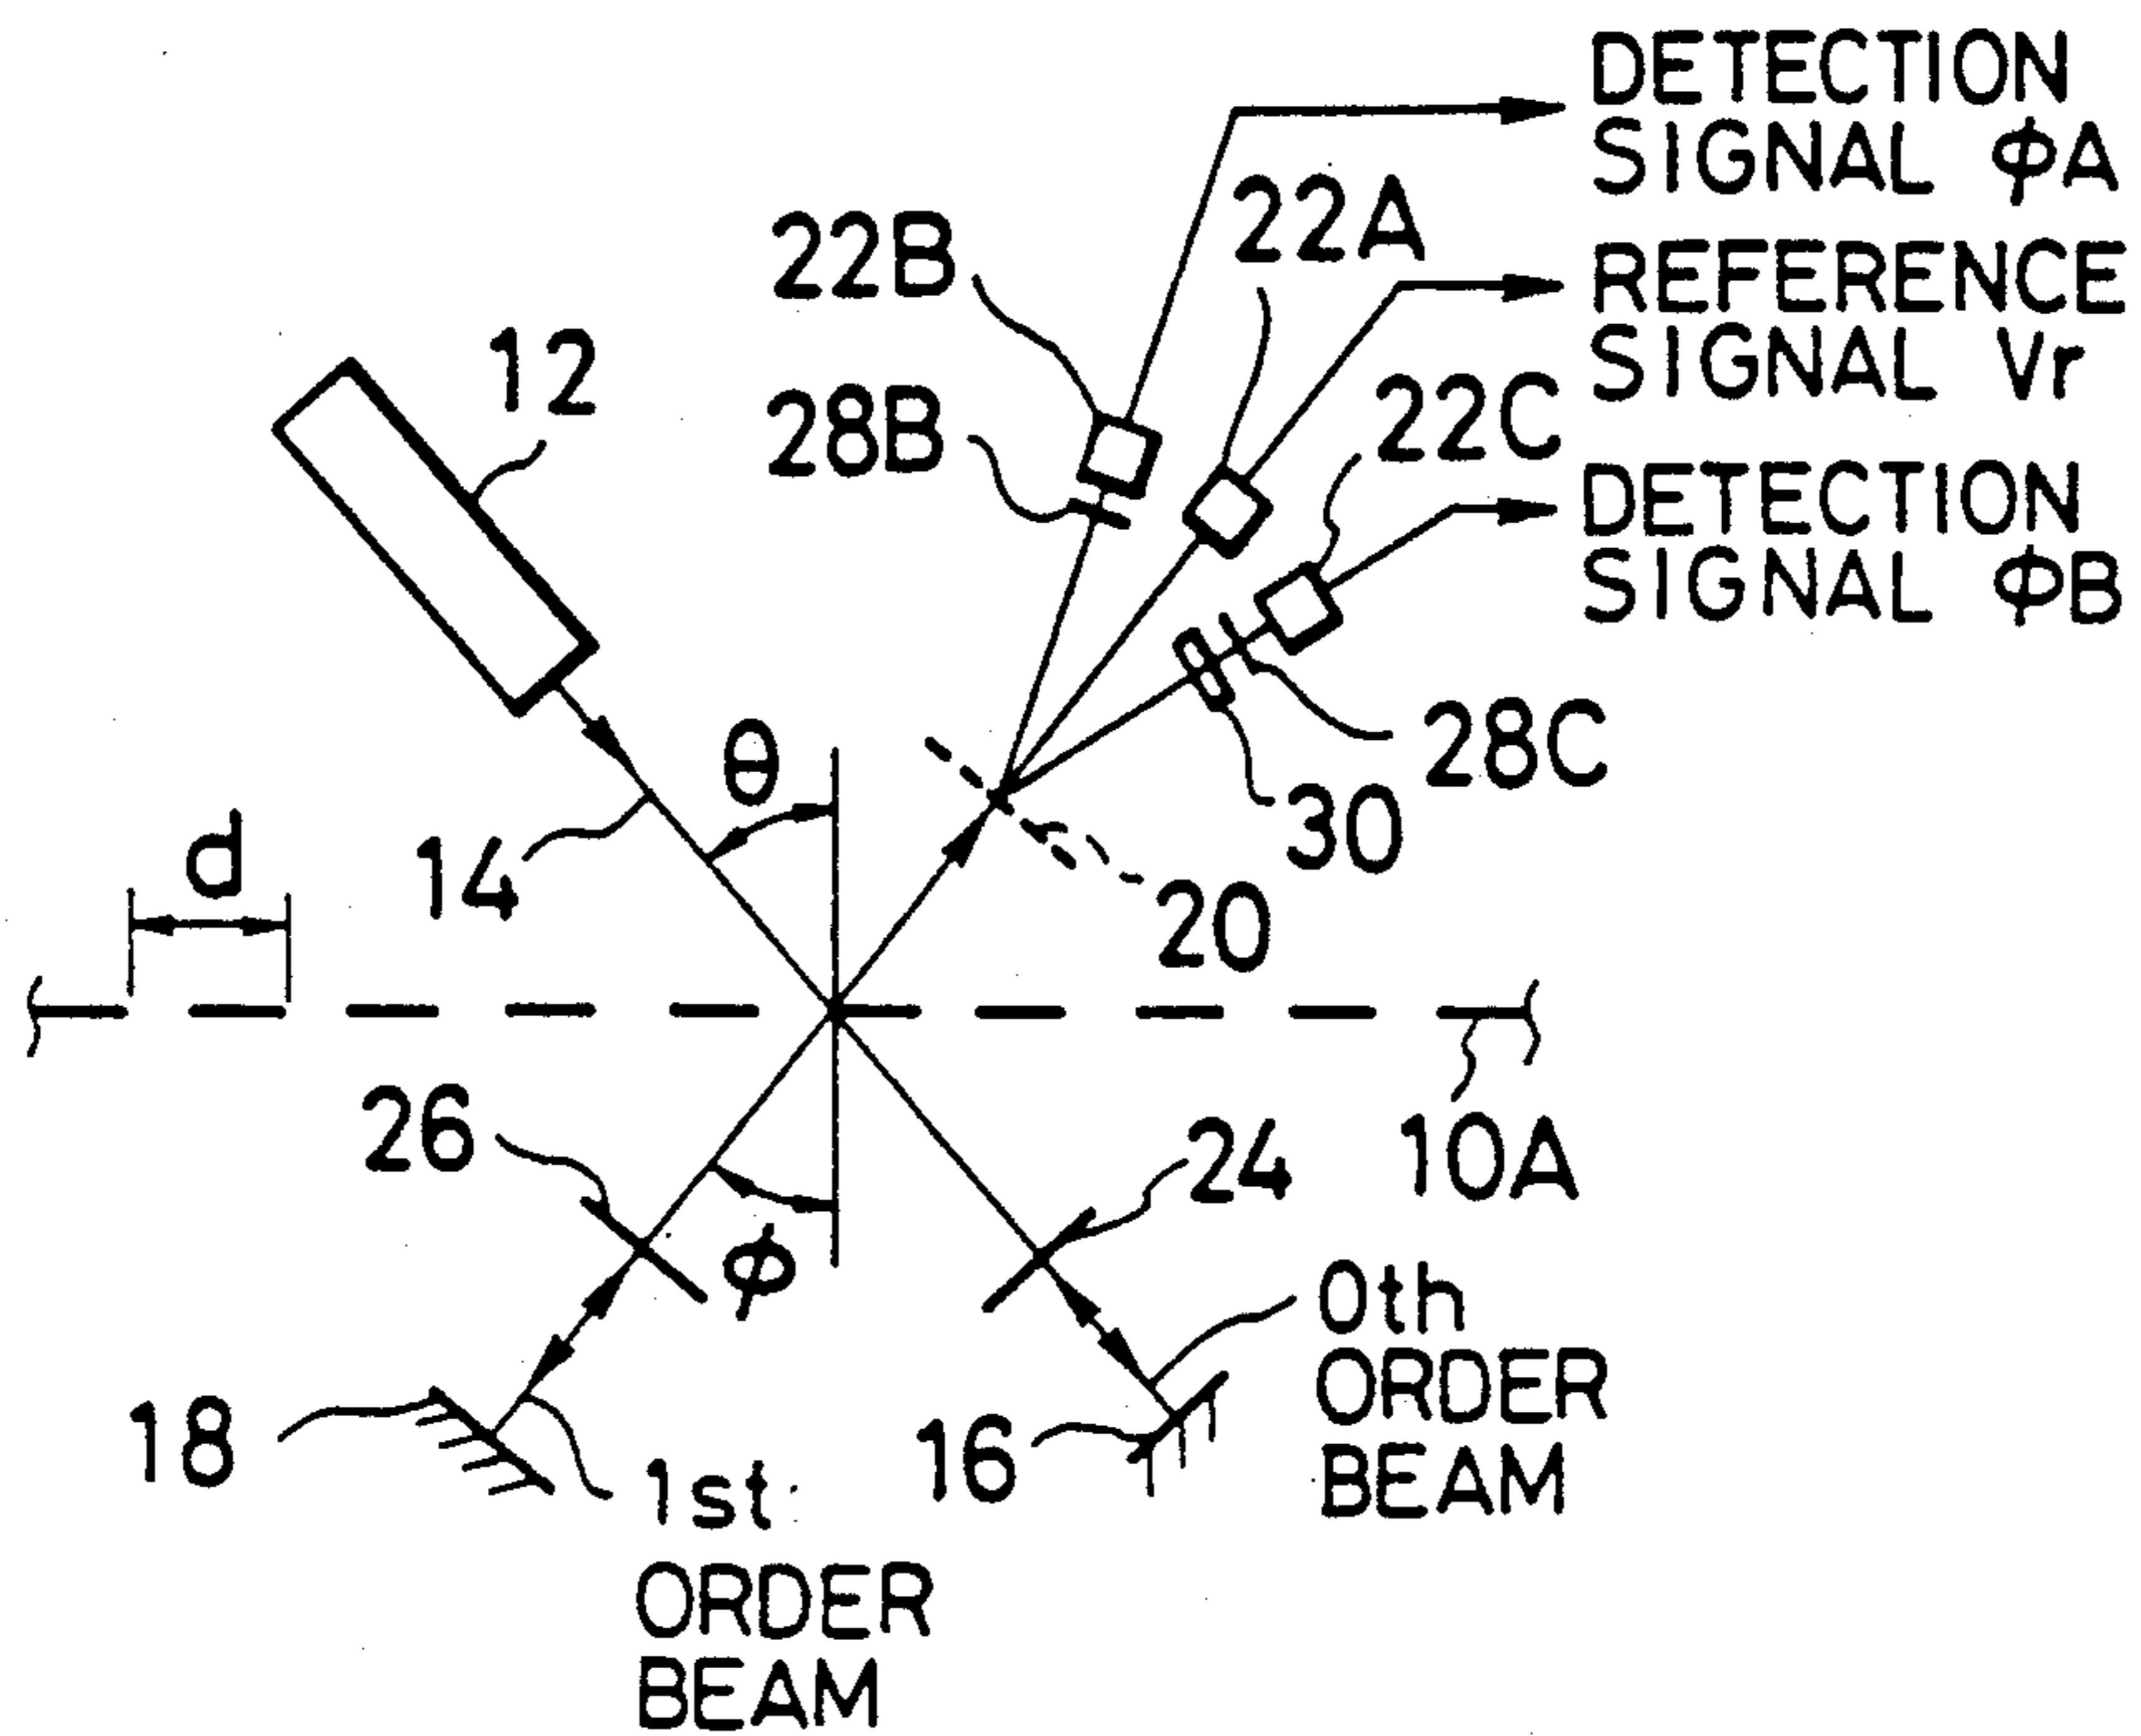 DETECTION
SIGNAL ϕA
22A
22B
REFERENCE
SIGNAL Vr
12
28B
22C
DETECTION
SIGNAL ϕB
θ
28C
30
d
14
20
26
24
10A
ϕ
0th
ORDER
BEAM
18
16
1st
ORDER
BEAM